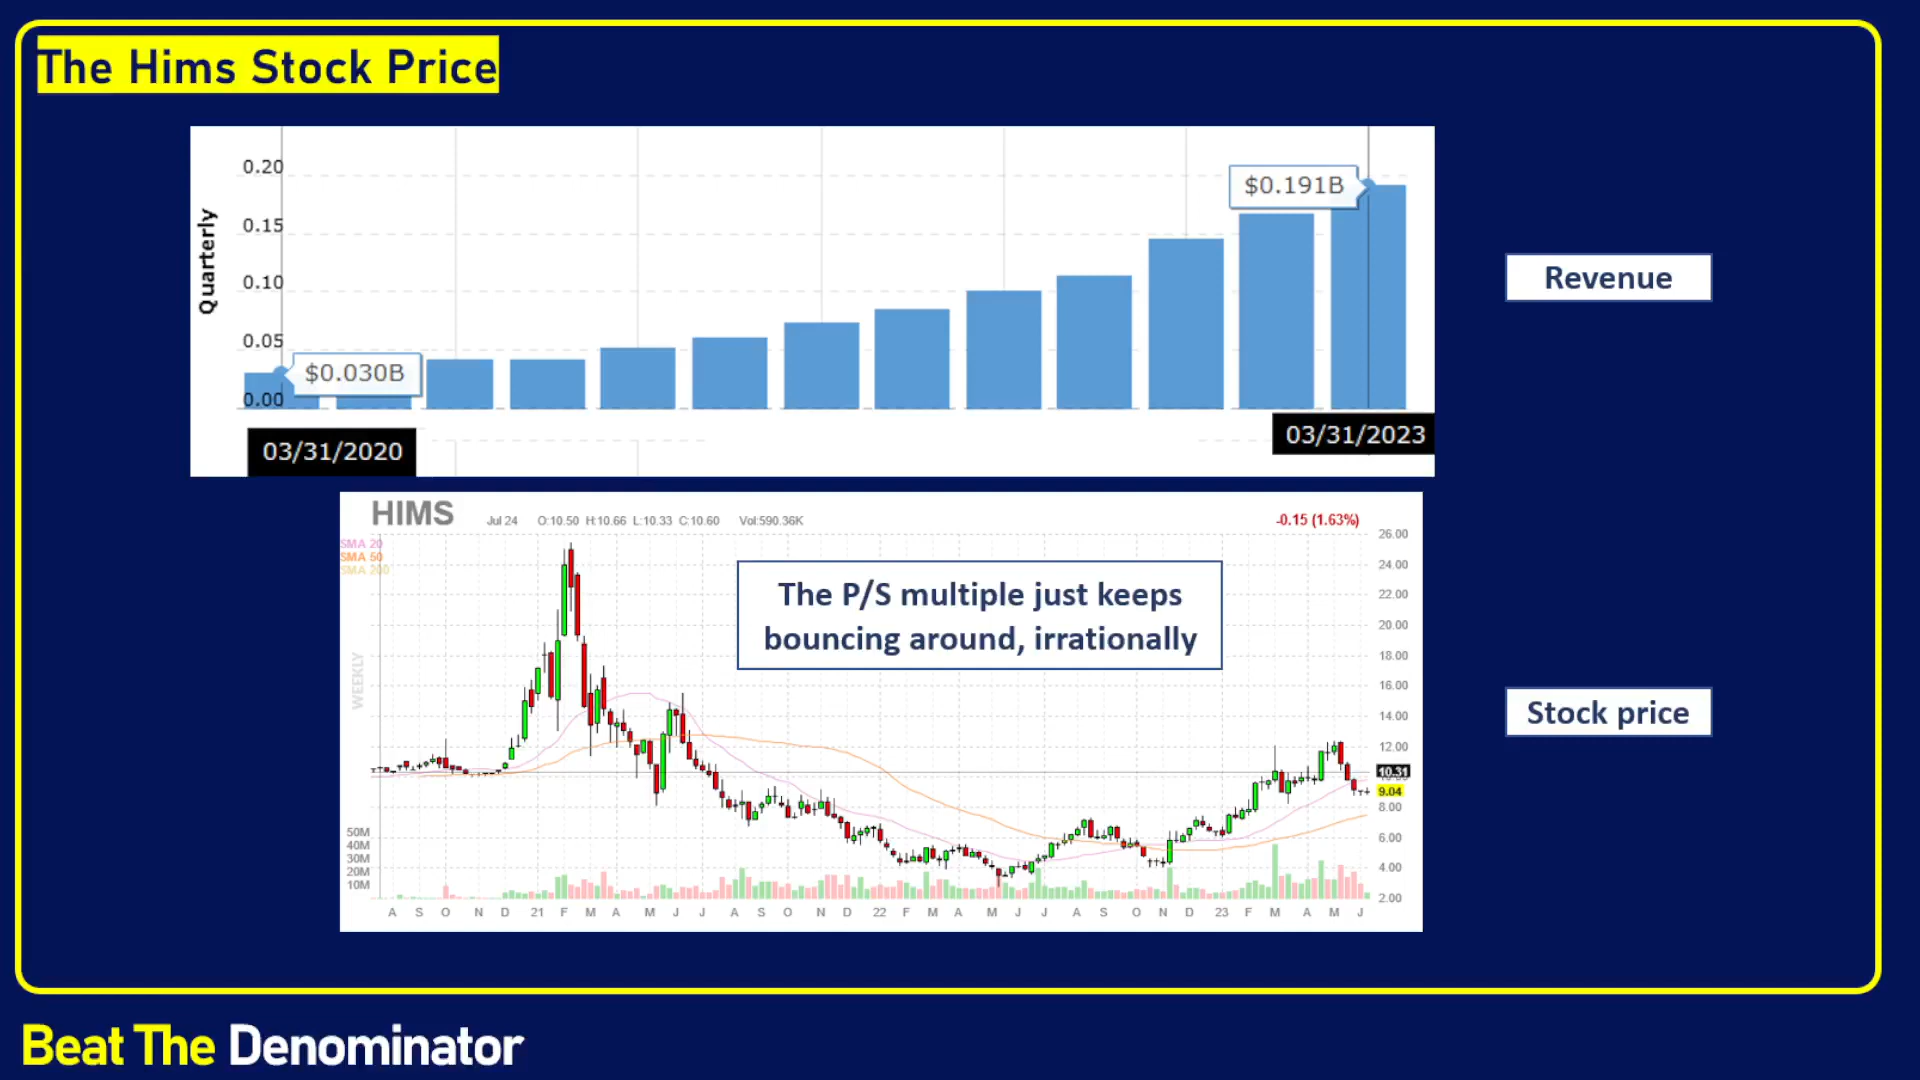 The Hims Stock Price
Quarterly
0.20
0.15
0.10
0.05
0.00
$0.030B
$0.191B
03/31/2020
03/31/2023
Revenue
HIMS
Jul 24 O:10.50 H:10.66 L:10.33 C:10.60 Vol:590.36K
-0.15 (1.63%)
SMA 20
SMA 50
SMA 200
WEEKLY
The P/S multiple just keeps
bouncing around, irrationally
26.00
24.00
22.00
20.00
18.00
16.00
14.00
12.00
10.31
9.04
8.00
6.00
4.00
2.00
50M
40M
30M
20M
10M
A S O N D 21 F M A M J J A S O N D 22 F M A M J J A S O N D 23 F M A M J
Stock price
Beat The Denominator